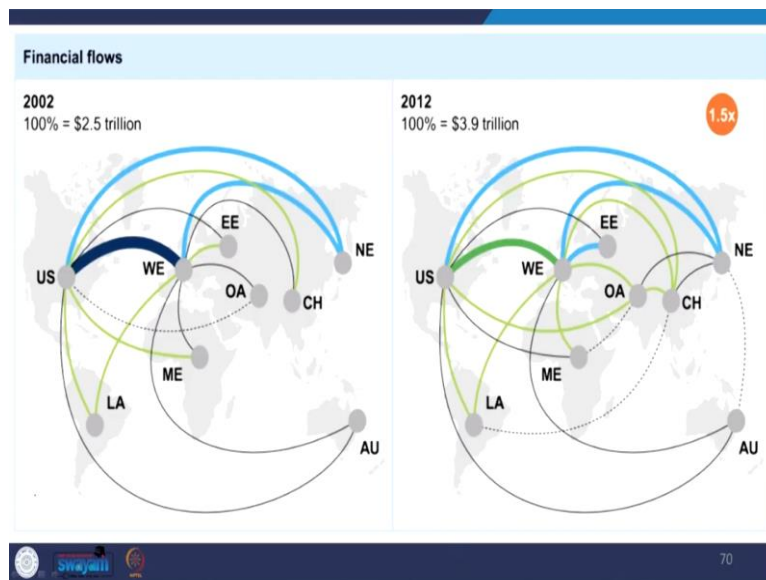 Financial flows
2002
100% = $2.5 trillion
2012
100% = $3.9 trillion
1.5x
EE
NE
US
WE
OA
CH
ME
LA
AU
EE
NE
US
WE
OA
CH
ME
LA
AU
swayam
70